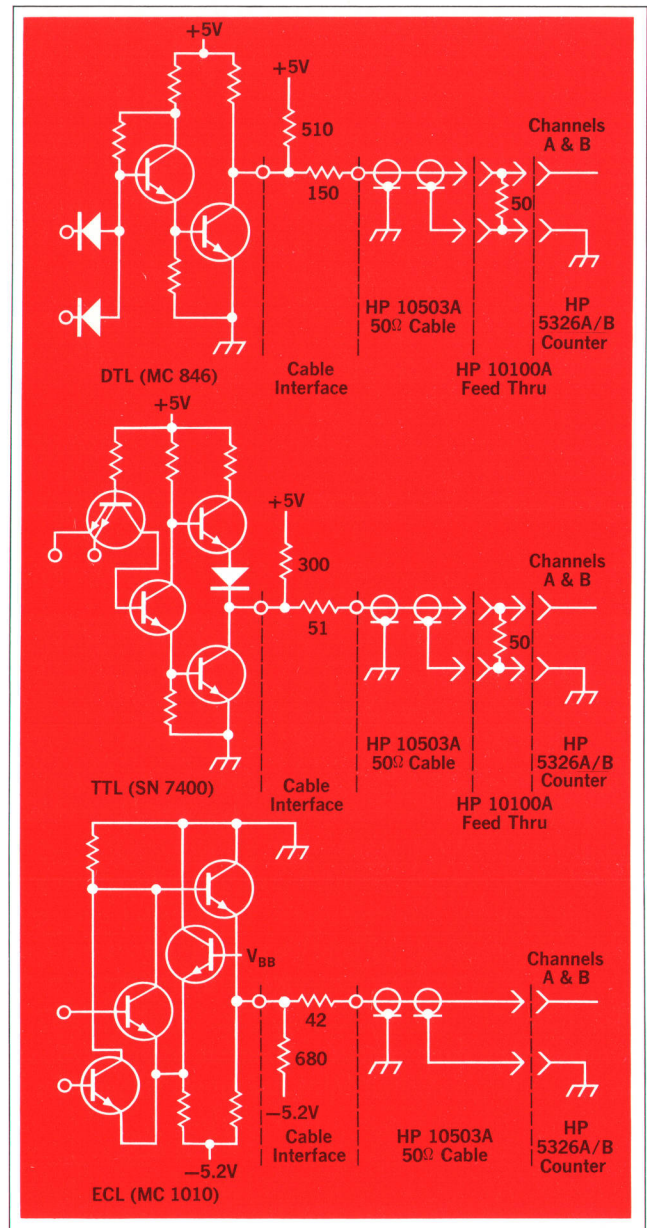 +5V
+5V
510
150
Channels
A & B
50
HP 10503A
50Ω Cable
HP
5326A/B
Counter
Cable
Interface
HP 10100A
Feed Thru
DTL (MC 846)
+5V
+5V
300
51
Channels
A & B
50
HP 10503A
50Ω Cable
HP
5326A/B
Counter
Cable
Interface
HP 10100A
Feed Thru
TTL (SN 7400)
VBB
Channels
A & B
42
680
−5.2V
Cable
Interface
HP 10503A
50Ω Cable
HP
5326A/B
Counter
−5.2V
ECL (MC 1010)